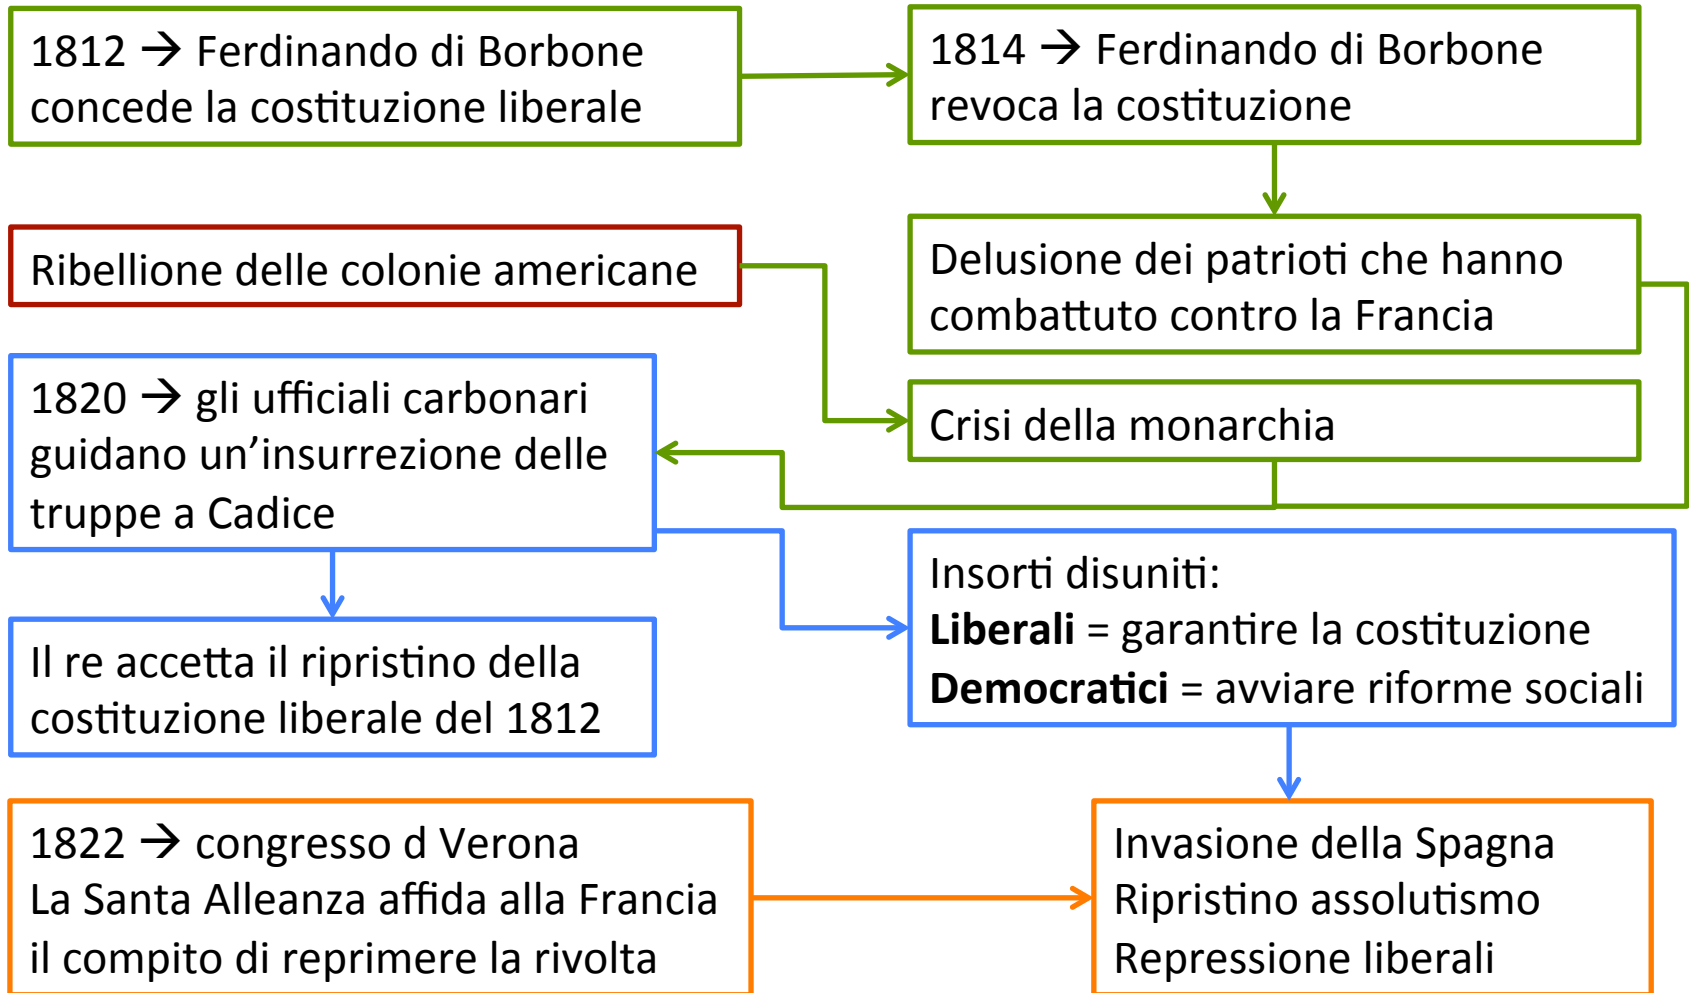 1812 → Ferdinando di Borbone
concede la costituzione liberale
1814 → Ferdinando di Borbone
revoca la costituzione
Ribellione delle colonie americane
Delusione dei patrioti che hanno
combattuto contro la Francia
Crisi della monarchia
1820 → gli ufficiali carbonari
guidano un’insurrezione delle
truppe a Cadice
Insorti disuniti:
Liberali = garantire la costituzione
Democratici = avviare riforme sociali
Il re accetta il ripristino della
costituzione liberale del 1812
1822 → congresso d Verona
La Santa Alleanza affida alla Francia
il compito di reprimere la rivolta
Invasione della Spagna
Ripristino assolutismo
Repressione liberali